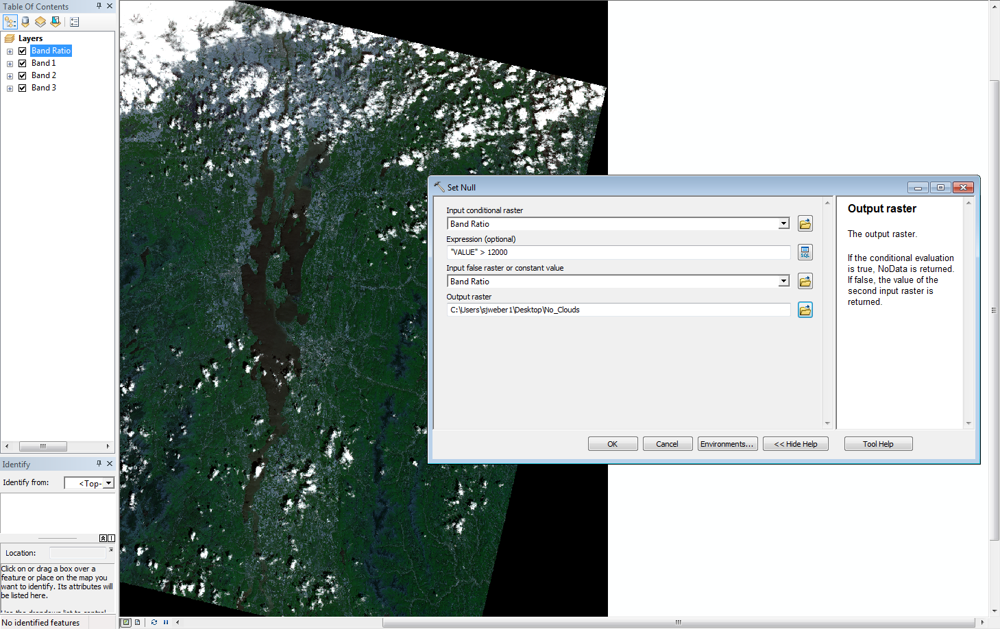 Table Of Contents
Layers
Band Ratio
Band 1
Band 2
Band 3
Identify
Identify from:
<Top-
Location:
Click on or drag a box over a
feature or place on the map you
want to identify. Its attributes will
be listed here.
No identified features
Set Null
Input conditional raster
Band Ratio
Expression (optional)
"VALUE" > 12000
SQL
Input false raster or constant value
Band Ratio
Output raster
C:\Users\sjweber1\Desktop\No_Clouds
OK
Cancel
Environments...
<< Hide Help
Tool Help
Output raster
The output raster.
If the conditional evaluation
is true, NoData is returned.
If false, the value of the
second input raster is
returned.